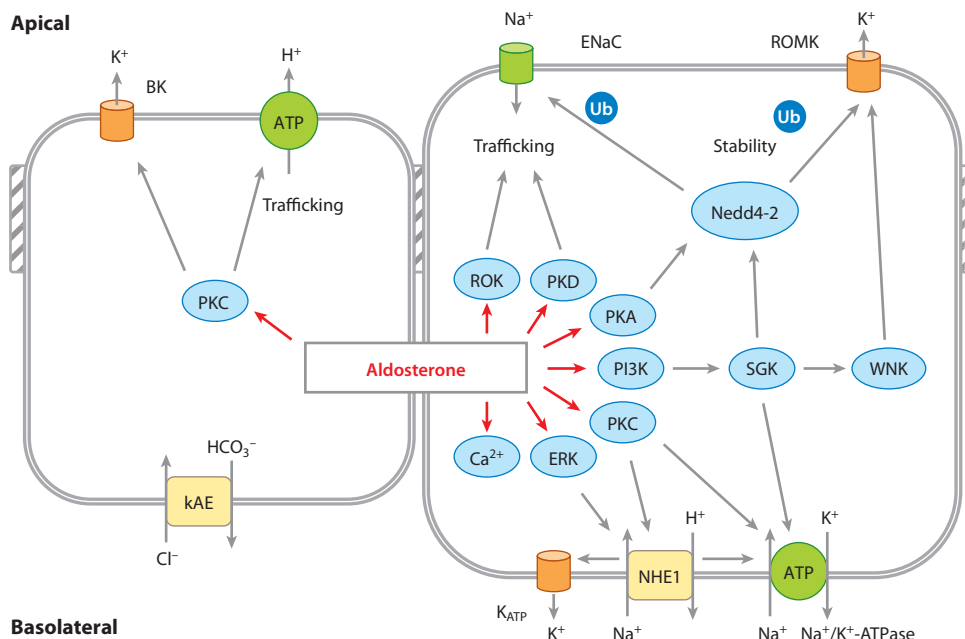 Apical
Na⁺
ENaC
ROMK
K⁺
K⁺
BK
H⁺
ATP
Ub
Ub
Trafficking
Stability
Trafficking
Nedd4-2
ROK
PKD
PKC
PKA
Aldosterone
PI3K
SGK
WNK
PKC
Ca²⁺
ERK
HCO₃⁻
kAE
Cl⁻
H⁺
K⁺
NHE1
ATP
K_ATP
K⁺
Na⁺
Na⁺
Na⁺/K⁺-ATPase
Basolateral